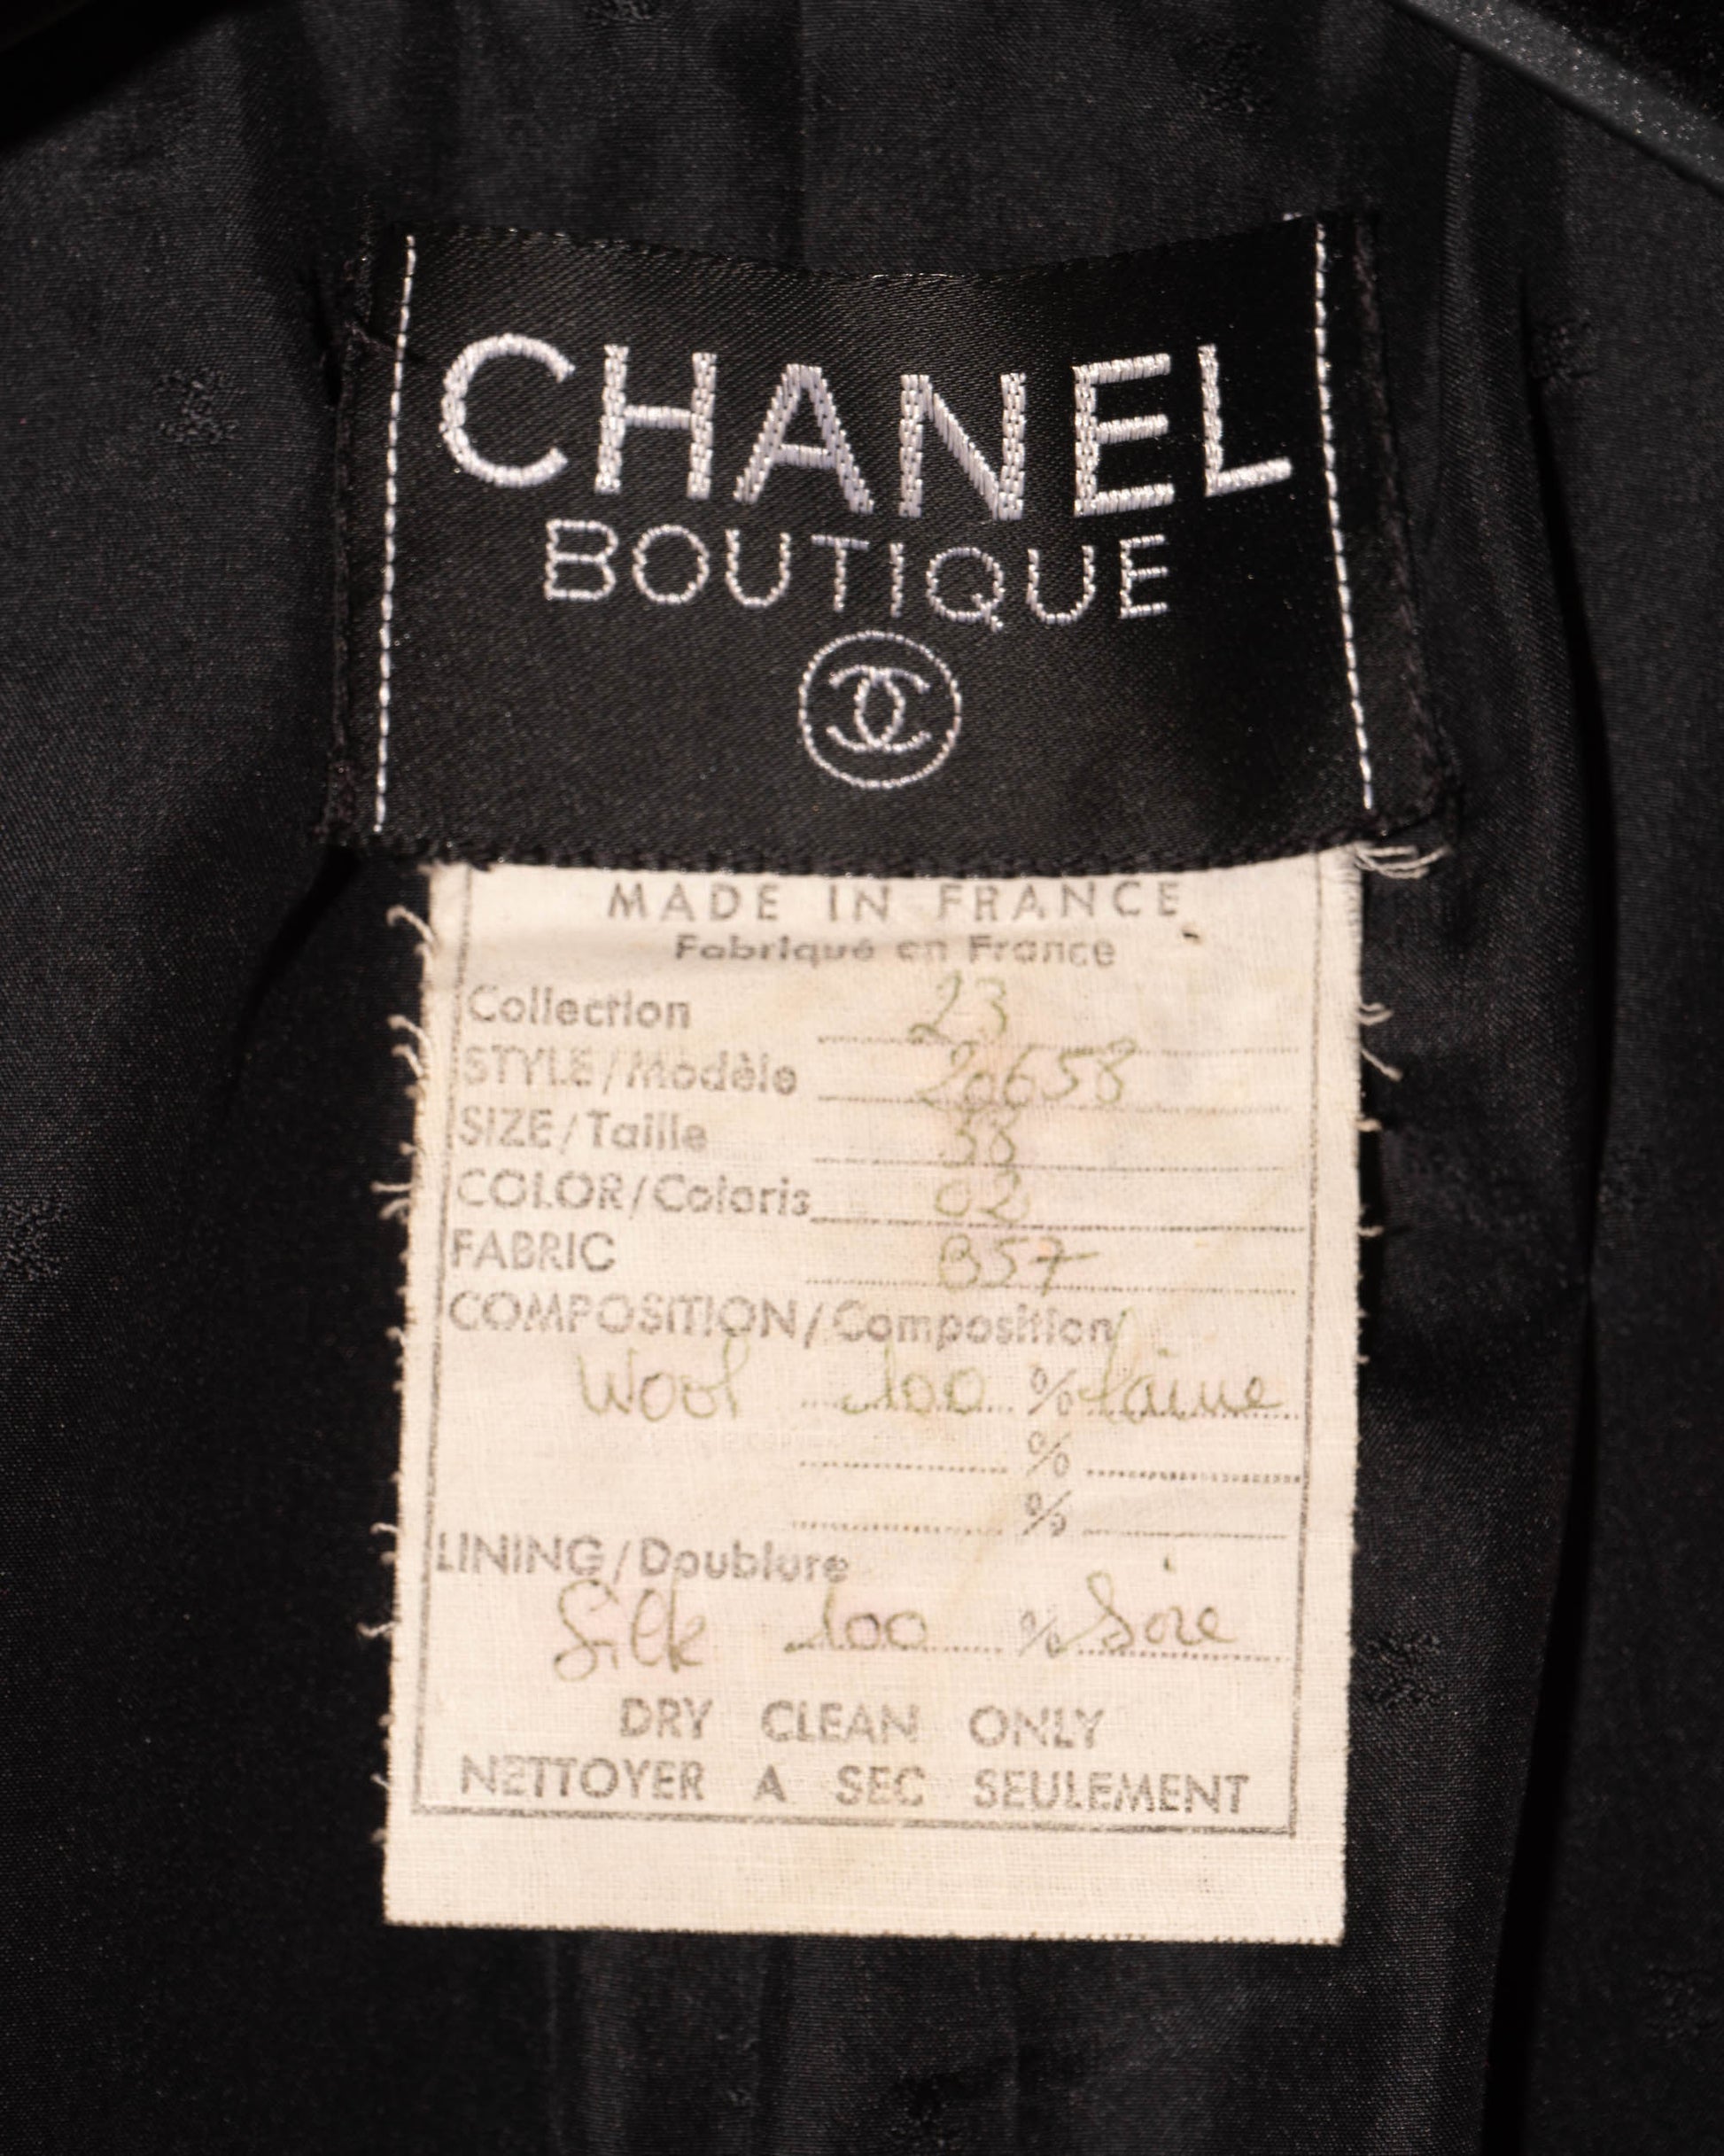 CHANEL
BOUTIQUE
MADE IN FRANCE
Fabriqué en France
Collection 23
STYLE/Modèle 20658
SIZE/Taille 38
COLOR/Coloris 02
FABRIC B57
COMPOSITION/Composition
Wool 100 % laine
%
%
LINING/Doublure
Silk 100 % Soie
DRY CLEAN ONLY
NETTOYER A SEC SEULEMENT